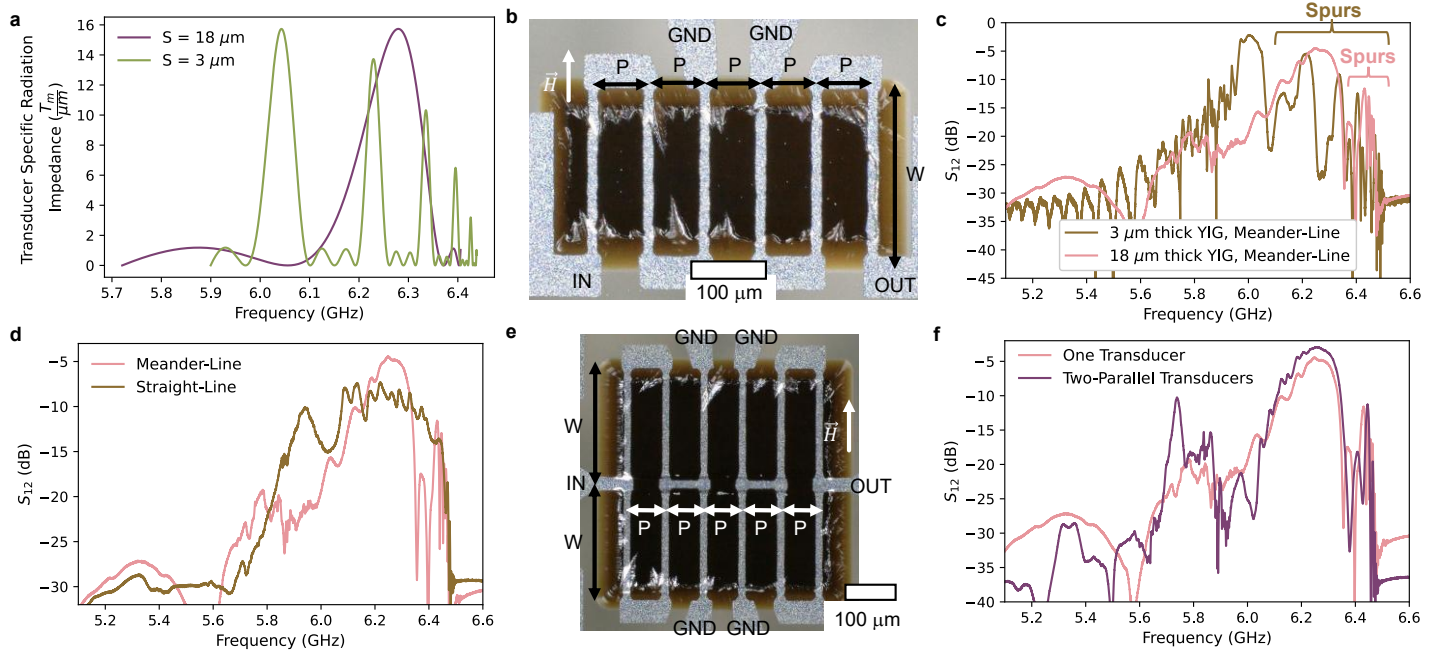 a
S = 18 μm
S = 3 μm
Transducer Specific Radiation
Impedance (Tm/μm)
16
14
12
10
8
6
4
2
0
5.7 5.8 5.9 6.0 6.1 6.2 6.3 6.4
Frequency (GHz)
b
GND GND
H
P P P P P
W
IN
OUT
100 μm
c
Spurs
Spurs
S12 (dB)
0
−5
−10
−15
−20
−25
−30
−35
−40
−45
3 μm thick YIG, Meander-Line
18 μm thick YIG, Meander-Line
5.2 5.4 5.6 5.8 6.0 6.2 6.4 6.6
Frequency (GHz)
d
Meander-Line
Straight-Line
S12 (dB)
−5
−10
−15
−20
−25
−30
5.2 5.4 5.6 5.8 6.0 6.2 6.4 6.6
Frequency (GHz)
e
GND GND
W
H
IN
OUT
P P P P P
W
100 μm
GND GND
f
One Transducer
Two-Parallel Transducers
S12 (dB)
−5
−10
−15
−20
−25
−30
−35
−40
5.2 5.4 5.6 5.8 6.0 6.2 6.4 6.6
Frequency (GHz)